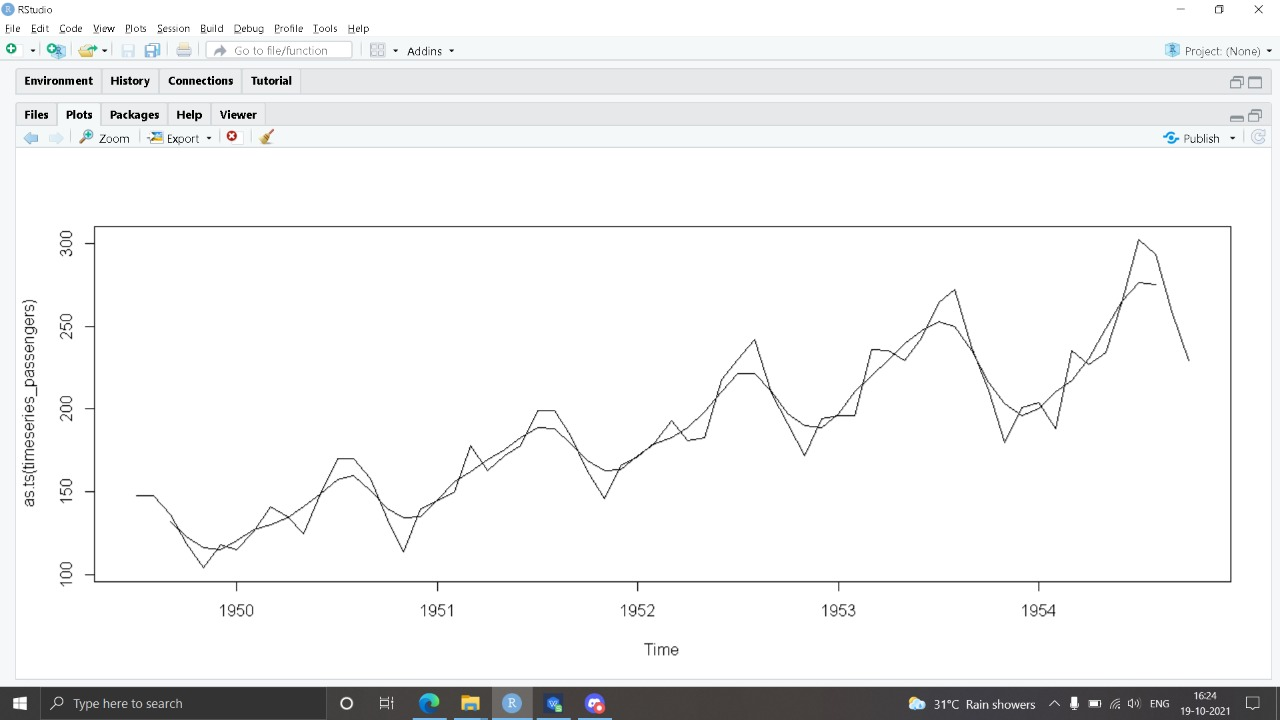 RStudio
File Edit Code View Plots Session Build Debug Profile Tools Help
Go to file/function Addins Project: (None)
Environment History Connections Tutorial
Files Plots Packages Help Viewer
Zoom Export Publish
300
250
200
150
100
as.ts(timeseries_passengers)
1950 1951 1952 1953 1954
Time
Type here to search
31°C Rain showers ENG
16:24
19-10-2021